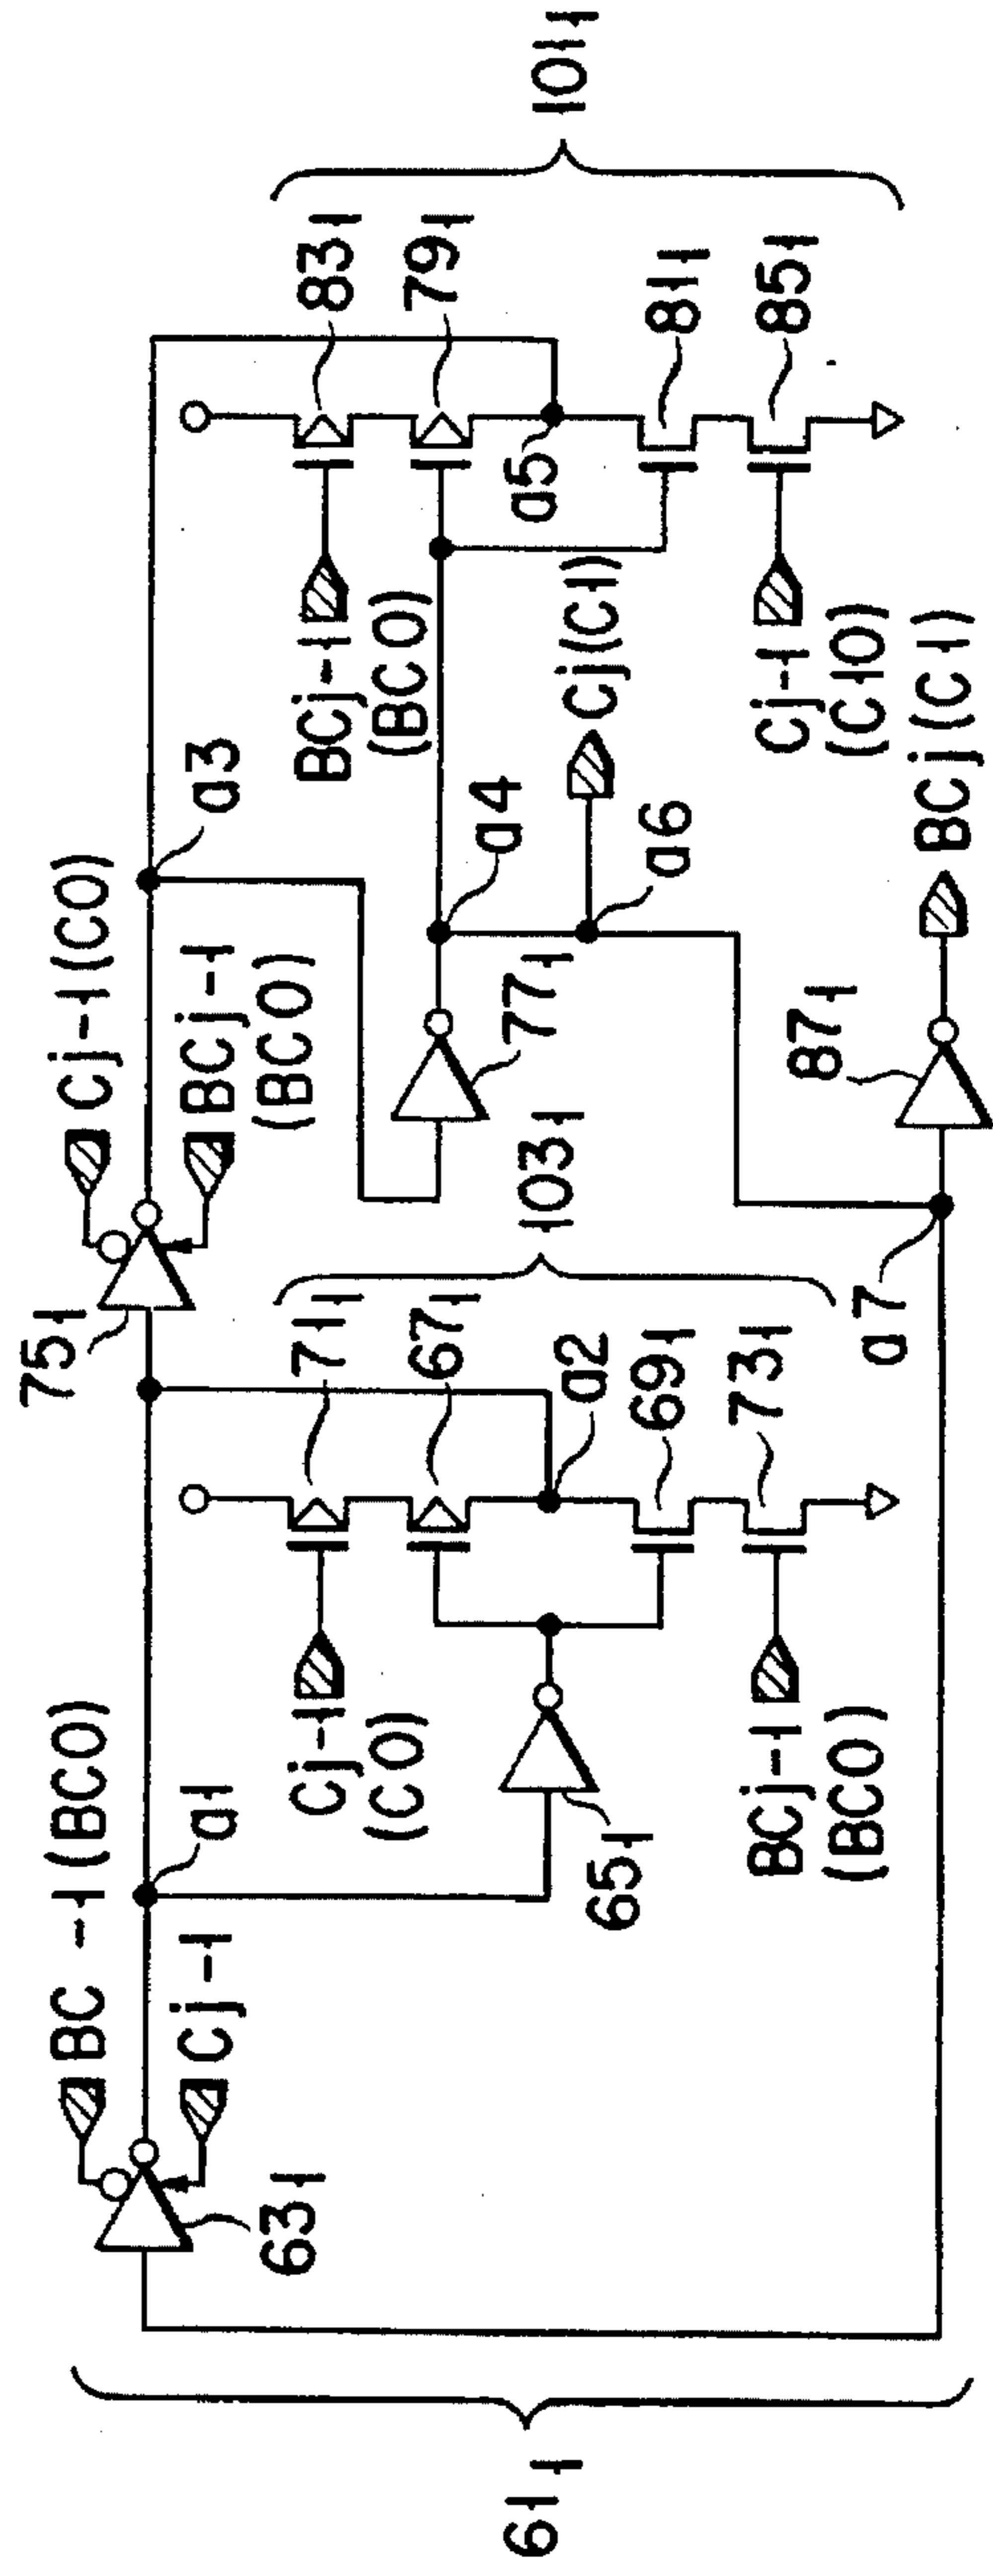 61₁
63₁
BC -1 (BC0)
Cj-1
a1
65₁
Cj-1
(C0)
BCj-1
(BC0)
71₁
67₁
a2
69₁
73₁
103₁
75₁
Cj-1 (C0)
BCj-1
(BC0)
a3
77₁
a4
a6
a7
87₁
BCj-1
(BC0)
a5
Cj (C1)
Cj-1
(C10)
BCj (C1)
83₁
79₁
81₁
85₁
101₁